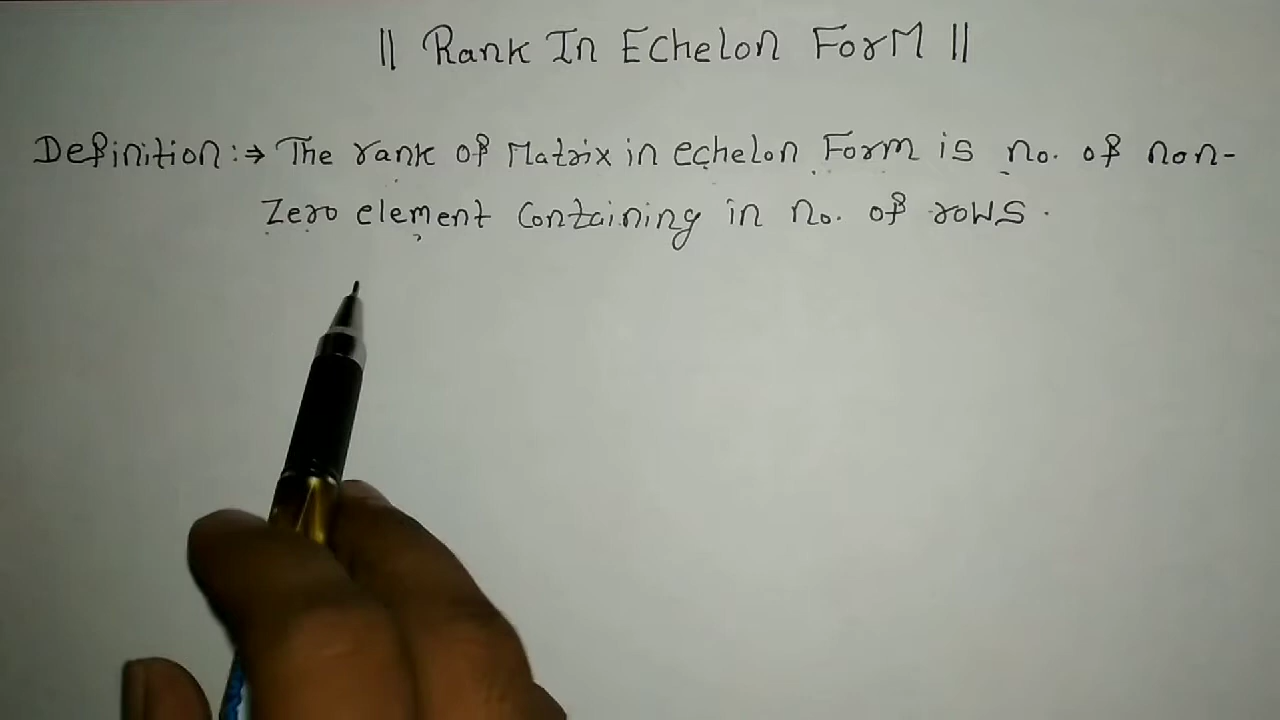 || Rank In Echelon Form ||
Definition :⇒ The rank of Matrix in echelon Form is no. of non-
Zero element Containing in no. of rows.